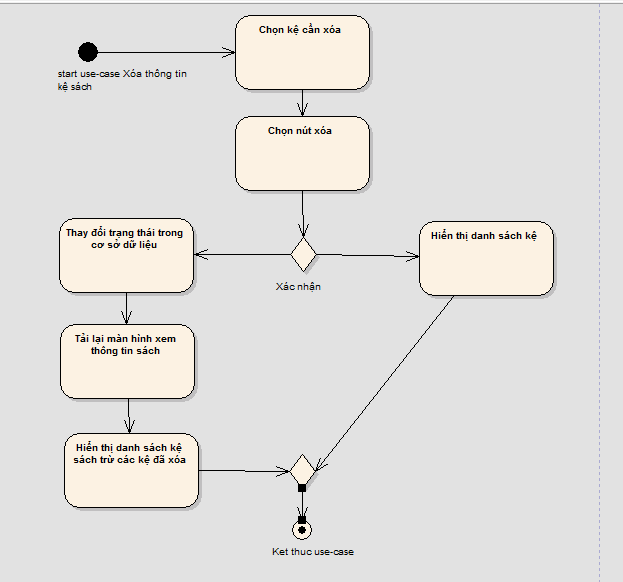 Chọn kệ cần xóa
start use-case Xóa thông tin
kệ sách
Chọn nút xóa
Thay đổi trạng thái trong
cơ sở dữ liệu
Hiển thị danh sách kệ
Xác nhận
Tải lại màn hình xem
thông tin sách
Hiển thị danh sách kệ
sách trừ các kệ đã xóa
Ket thuc use-case